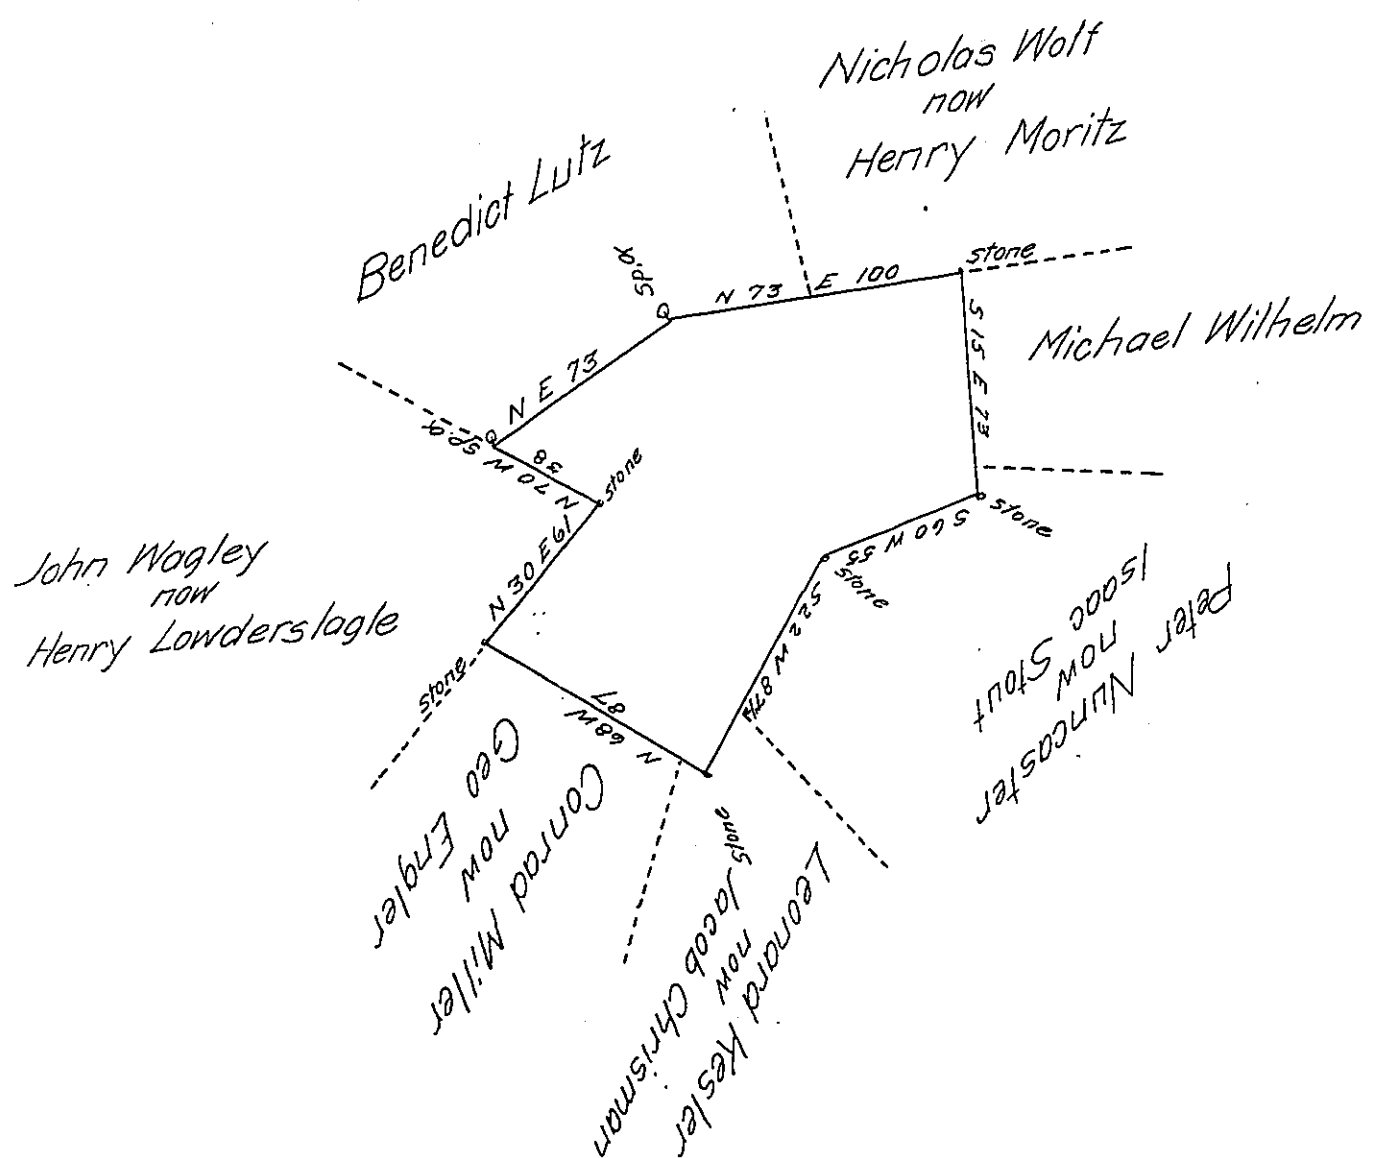 Nicholas Wolf
now
Henry Moritz
Benedict Lutz
sp.o
N 73 E 100
stone
S 15 E 73
Michael Wilhelm
N E 73
sp.o
N 70 W
38
stone
N 30 E 61
stone
S 60 W 55
stone
S 22 W 87½
John Wagley
now
Henry Lowderslagle
stone
N 68 W
87
stone
Peter Nuncaster
now
Isaac Stout
Conrad Miller
now
Geo Engler
Leonard Kesler
now
Jacob Chrisman